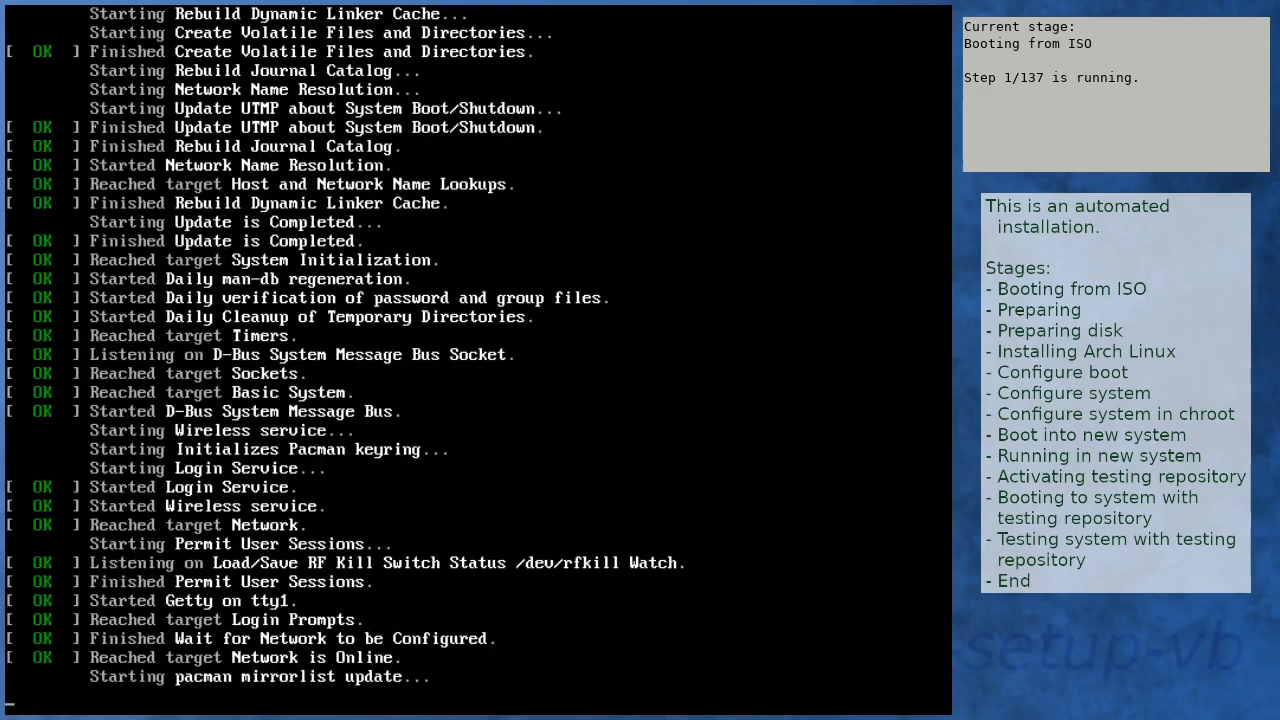 Starting Rebuild Dynamic Linker Cache...
Starting Create Volatile Files and Directories...
[  OK  ] Finished Create Volatile Files and Directories.
Starting Rebuild Journal Catalog...
Starting Network Name Resolution...
Starting Update UTMP about System Boot/Shutdown...
[  OK  ] Finished Update UTMP about System Boot/Shutdown.
[  OK  ] Finished Rebuild Journal Catalog.
[  OK  ] Started Network Name Resolution.
[  OK  ] Reached target Host and Network Name Lookups.
[  OK  ] Finished Rebuild Dynamic Linker Cache.
Starting Update is Completed...
[  OK  ] Finished Update is Completed.
[  OK  ] Reached target System Initialization.
[  OK  ] Started Daily man-db regeneration.
[  OK  ] Started Daily verification of password and group files.
[  OK  ] Started Daily Cleanup of Temporary Directories.
[  OK  ] Reached target Timers.
[  OK  ] Listening on D-Bus System Message Bus Socket.
[  OK  ] Reached target Sockets.
[  OK  ] Reached target Basic System.
[  OK  ] Started D-Bus System Message Bus.
Starting Wireless service...
Starting Initializes Pacman keyring...
Starting Login Service...
[  OK  ] Started Login Service.
[  OK  ] Started Wireless service.
[  OK  ] Reached target Network.
Starting Permit User Sessions...
[  OK  ] Listening on Load/Save RF Kill Switch Status /dev/rfkill Watch.
[  OK  ] Finished Permit User Sessions.
[  OK  ] Started Getty on tty1.
[  OK  ] Reached target Login Prompts.
[  OK  ] Finished Wait for Network to be Configured.
[  OK  ] Reached target Network is Online.
Starting pacman mirrorlist update...
_
Current stage:
Booting from ISO
Step 1/137 is running.
This is an automated
installation.
Stages:
- Booting from ISO
- Preparing
- Preparing disk
- Installing Arch Linux
- Configure boot
- Configure system
- Configure system in chroot
- Boot into new system
- Running in new system
- Activating testing repository
- Booting to system with
testing repository
- Testing system with testing
repository
- End
setup-vb